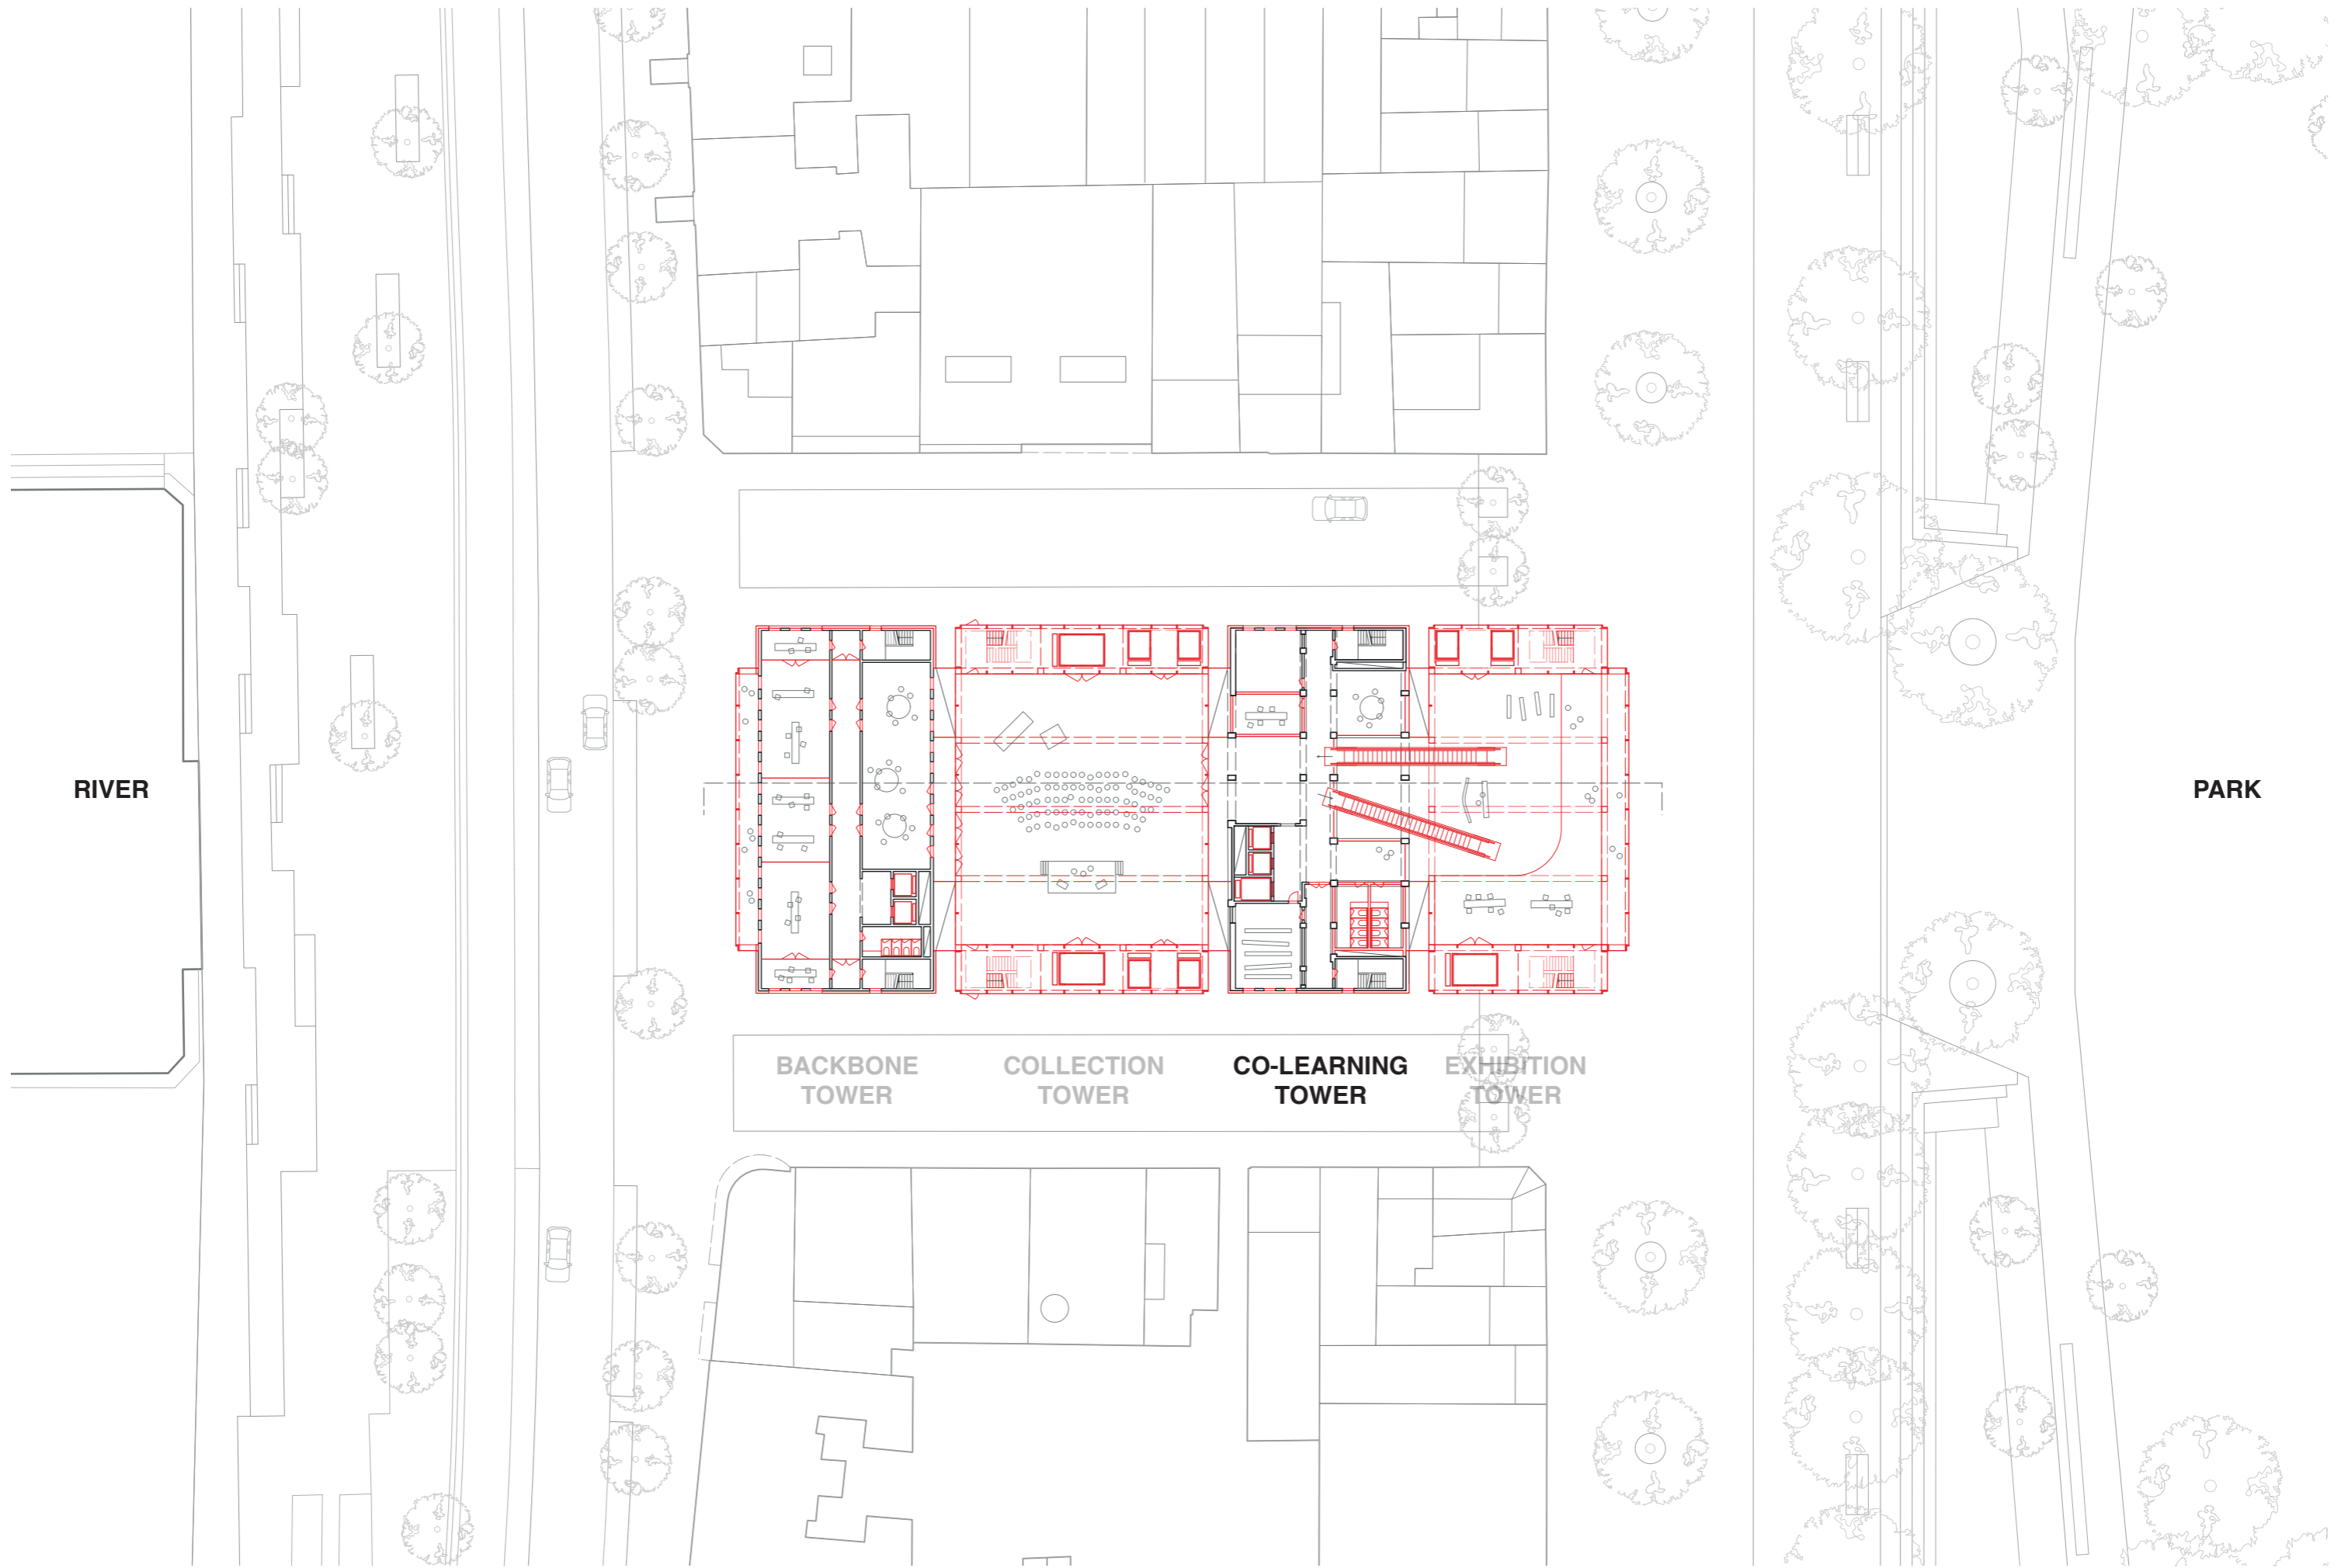 RIVER
PARK
BACKBONE
TOWER
COLLECTION
TOWER
CO-LEARNING
TOWER
EXHIBITION
TOWER